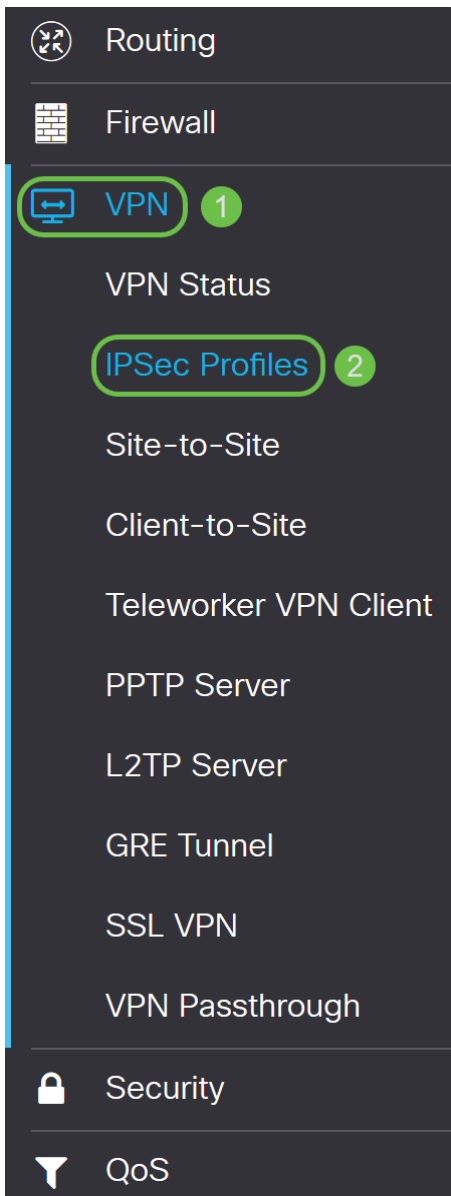 Routing
Firewall
VPN 1
VPN Status
IPSec Profiles 2
Site-to-Site
Client-to-Site
Teleworker VPN Client
PPTP Server
L2TP Server
GRE Tunnel
SSL VPN
VPN Passthrough
Security
QoS